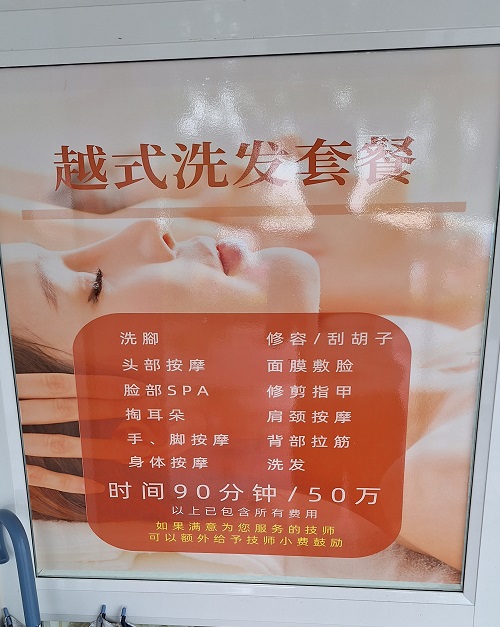 越式洗发套餐
洗腳
头部按摩
脸部SPA
掏耳朵
手、脚按摩
身体按摩
修容/刮胡子
面膜敷脸
修剪指甲
肩颈按摩
背部拉筋
洗发
时间90分钟/50万
以上已包含所有费用
如果满意为您服务的技师
可以额外给予技师小费鼓励